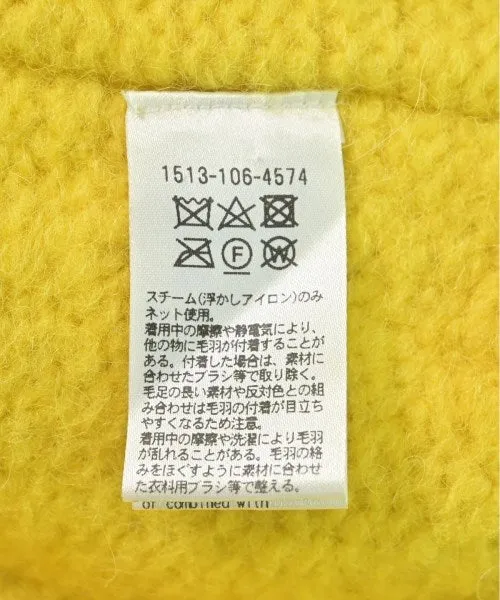 1513-106-4574
F
W
スチーム(浮かしアイロン)のみ
ネット使用。
着用中の摩擦や静電気により、
他の物に毛羽が付着することが
ある。付着した場合は、素材に
合わせたブラシ等で取り除く。
毛足の長い素材や反対色との組
み合わせは毛羽の付着が目立ち
やすくなるため注意。
着用中の摩擦や洗濯により毛羽
が乱れることがある。毛羽の絡
みをほぐすように素材に合わせ
た衣料用ブラシ等で整える。
or combined with